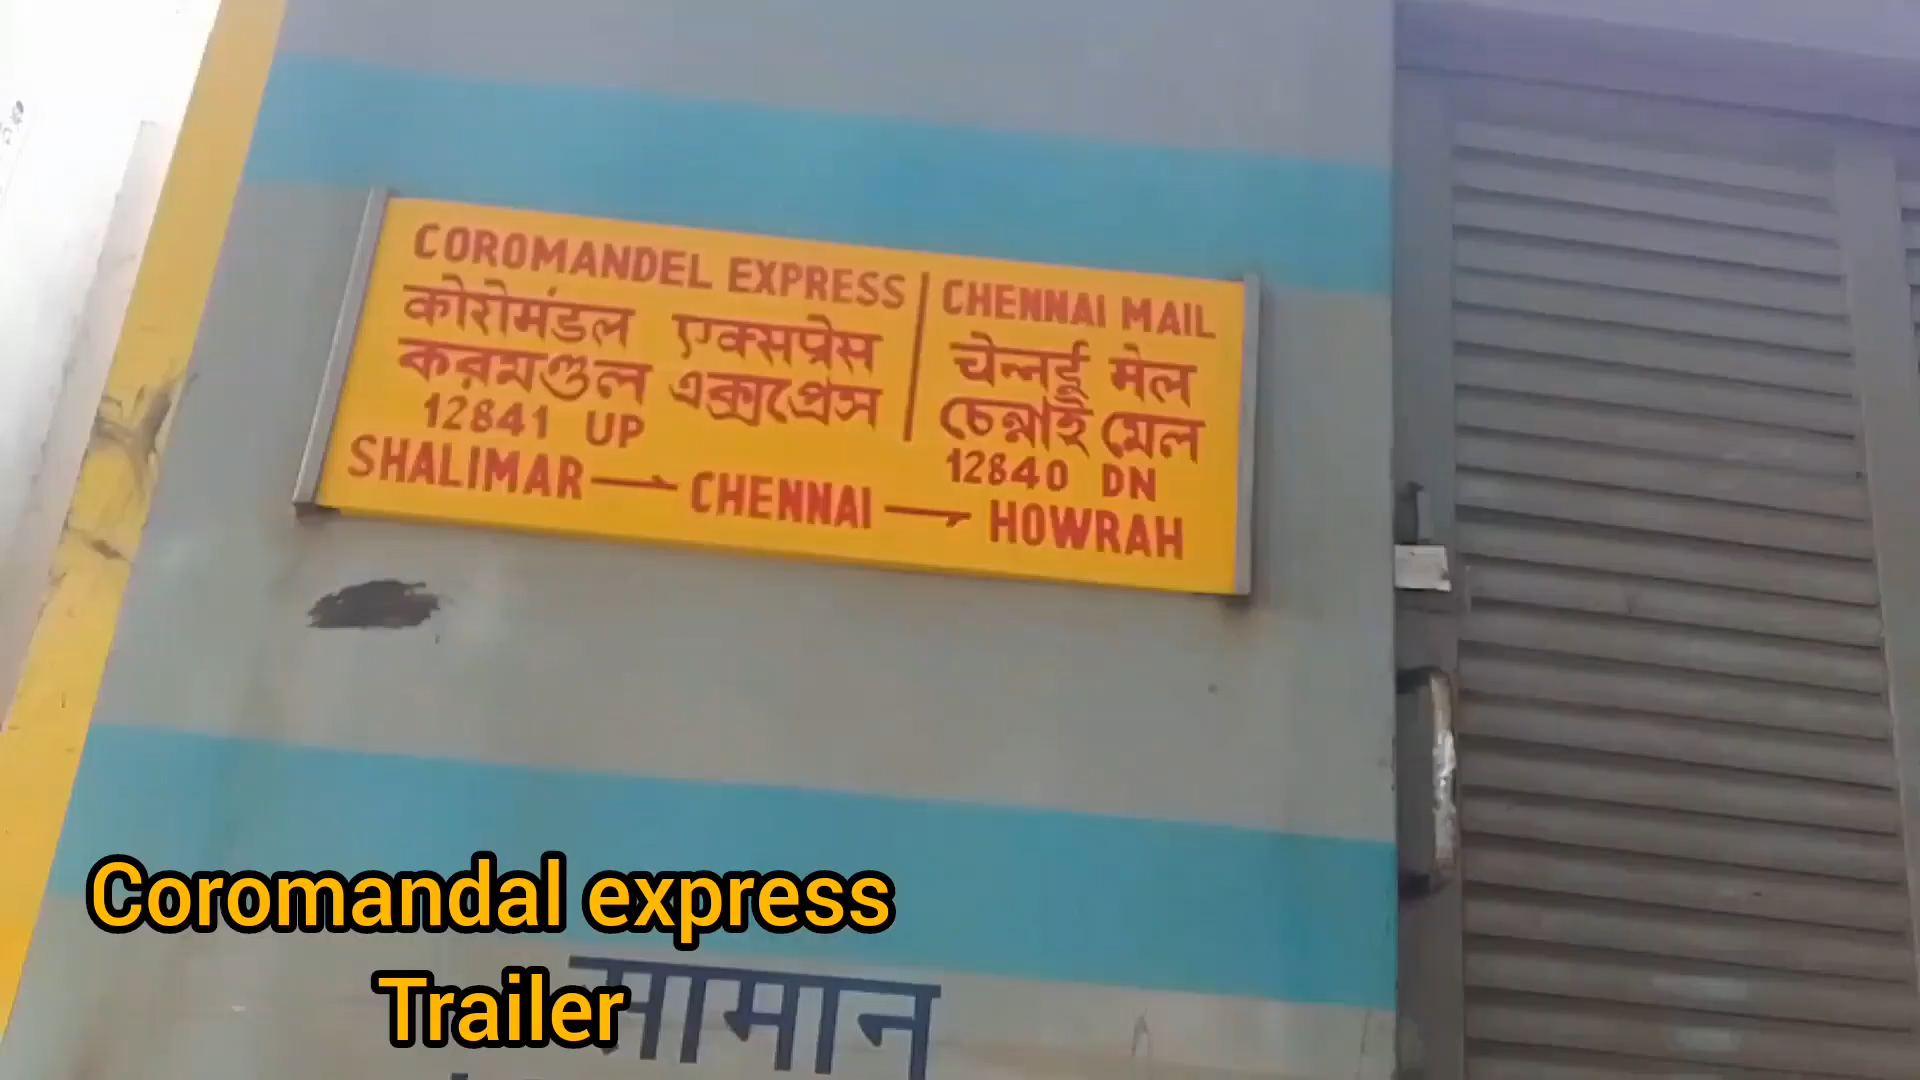 COROMANDEL EXPRESS
कोरोमंडल एक्सप्रेस
করমণ্ডল এক্সপ্রেস
12841 UP
CHENNAI MAIL
चेन्नई मेल
চেন্নাই মেল
12840 DN
SHALIMAR → CHENNAI → HOWRAH
Coromandal express
Trailer
सामान